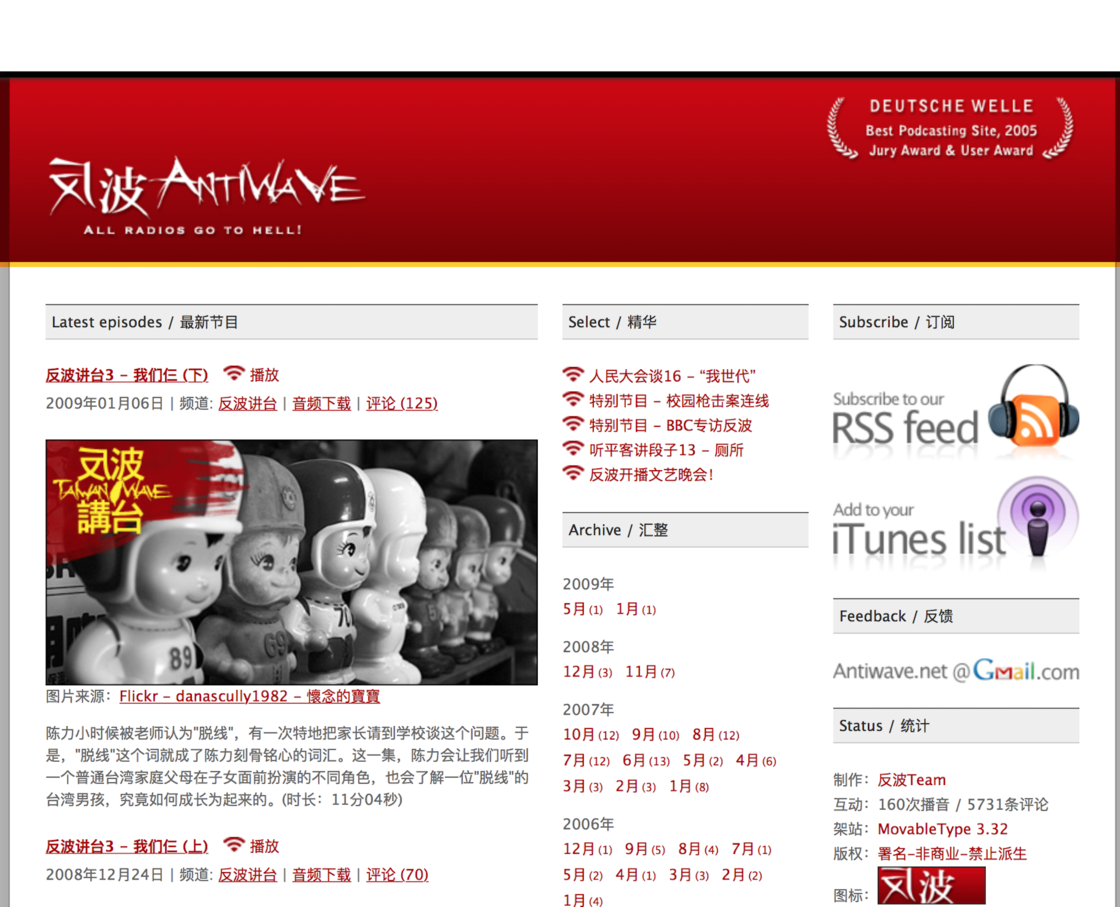 DEUTSCHE WELLE
Best Podcasting Site, 2005
Jury Award & User Award
反波 ANTIWAVE
ALL RADIOS GO TO HELL!
Latest episodes / 最新节目
反波讲台3 – 我们仨 (下) 播放
2009年01月06日 | 频道: 反波讲台 | 音频下载 | 评论 (125)
反波
TAIWAN WAVE
講台
89
69
图片来源: Flickr – danascully1982 – 懷念的寶寶
陈力小时候被老师认为"脱线"，有一次特地把家长请到学校谈这个问题。于
是，"脱线"这个词就成了陈力刻骨铭心的词汇。这一集，陈力会让我们听到
一个普通台湾家庭父母在子女面前扮演的不同角色，也会了解一位"脱线"的
台湾男孩，究竟如何成长为起来的。(时长：11分04秒)
反波讲台3 – 我们仨 (上) 播放
2008年12月24日 | 频道: 反波讲台 | 音频下载 | 评论 (70)
Select / 精华
人民大会谈16 – “我世代”
特别节目 – 校园枪击案连线
特别节目 – BBC专访反波
听平客讲段子13 – 厕所
反波开播文艺晚会!
Archive / 汇整
2009年
5月 (1) 1月 (1)
2008年
12月 (3) 11月 (7)
2007年
10月 (12) 9月 (10) 8月 (12)
7月 (12) 6月 (13) 5月 (2) 4月 (6)
3月 (3) 2月 (3) 1月 (8)
2006年
12月 (1) 9月 (5) 8月 (4) 7月 (1)
5月 (2) 4月 (1) 3月 (3) 2月 (2)
1月 (4)
Subscribe / 订阅
Subscribe to our
RSS feed
Add to your
iTunes list
Feedback / 反馈
Antiwave.net @ Gmail.com
Status / 统计
制作: 反波Team
互动: 160次播音 / 5731条评论
架站: MovableType 3.32
版权: 署名-非商业-禁止派生
图标: 反波